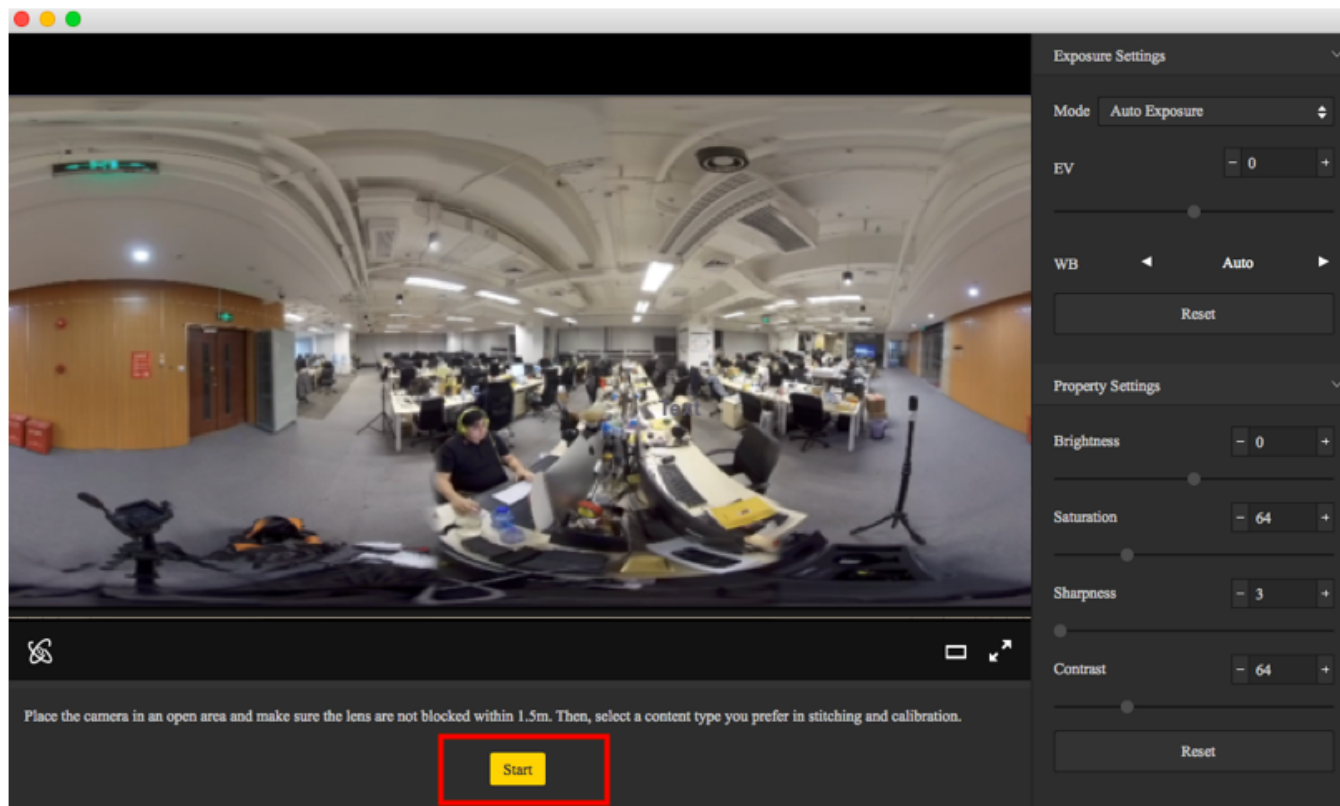 Exposure Settings
Mode Auto Exposure
EV - 0 +
WB ◀ Auto ▶
Reset
Property Settings
Brightness - 0 +
Saturation - 64 +
Sharpness - 3 +
Contrast - 64 +
Reset
Text
Place the camera in an open area and make sure the lens are not blocked within 1.5m. Then, select a content type you prefer in stitching and calibration.
Start